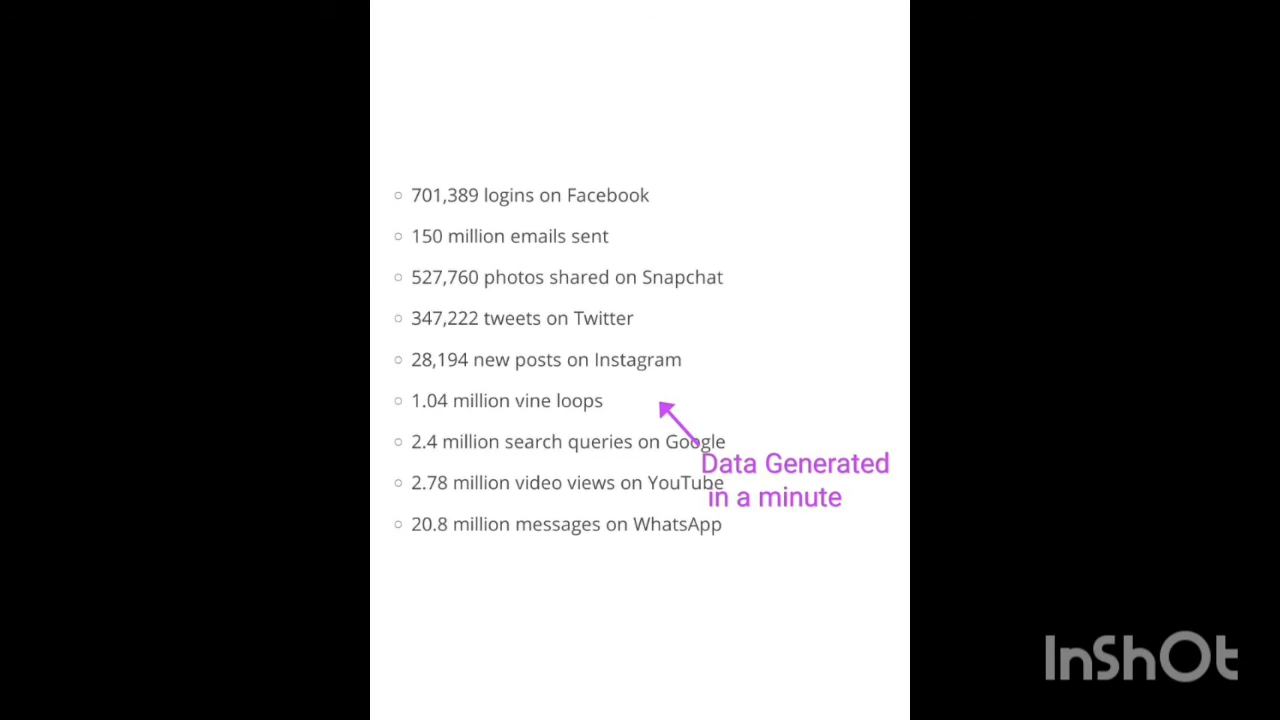 701,389 logins on Facebook
150 million emails sent
527,760 photos shared on Snapchat
347,222 tweets on Twitter
28,194 new posts on Instagram
1.04 million vine loops
2.4 million search queries on Google
2.78 million video views on YouTube
20.8 million messages on WhatsApp
Data Generated
in a minute
InShOt